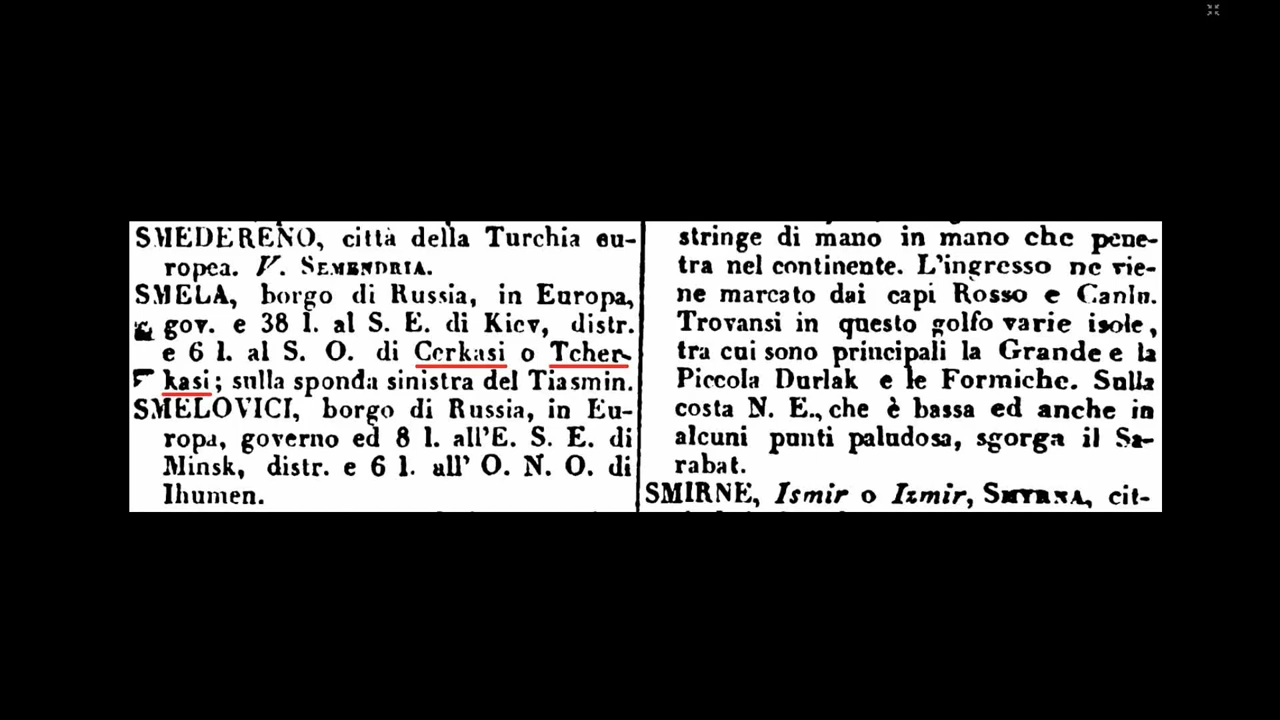 SMEDERENO, città della Turchia eu-
ropea. V. SEMENDRIA.
SMELA, borgo di Russia, in Europa,
gov. e 38 l. al S. E. di Kiev, distr.
e 6 l. al S. O. di Cerkasi o Tcher-
kasi; sulla sponda sinistra del Tiasmin.
SMELOVICI, borgo di Russia, in Eu-
ropa, governo ed 8 l. all'E. S. E. di
Minsk, distr. e 6 l. all' O. N. O. di
Ihumen.
stringe di mano in mano che pene-
tra nel continente. L'ingresso ne vie-
ne marcato dai capi Rosso e Canlu.
Trovansi in questo golfo varie isole,
tra cui sono principali la Grande e la
Piccola Durlak e le Formiche. Sulla
costa N. E., che è bassa ed anche in
alcuni punti paludosa, sgorga il Sa-
rabat.
SMIRNE, Ismir o Izmir, SMYRNA, cit-